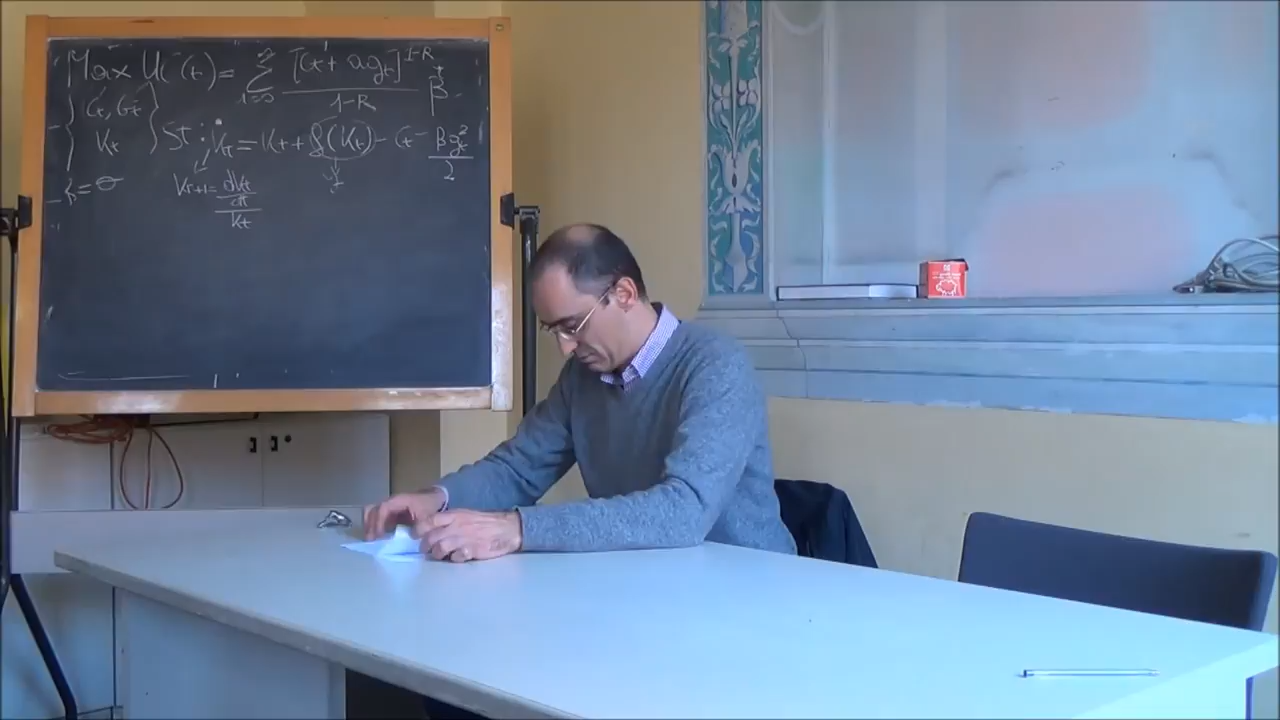 Max U(t) = ∞ Σ i=0 [Ct + αgt]^1-R / 1-R β^t
} Ct, Gt
} Kt } St: Kt = Kt + f(Kt) - Ct - βgt² / 2
δ = θ Kt+1 = dKt / dt / Kt